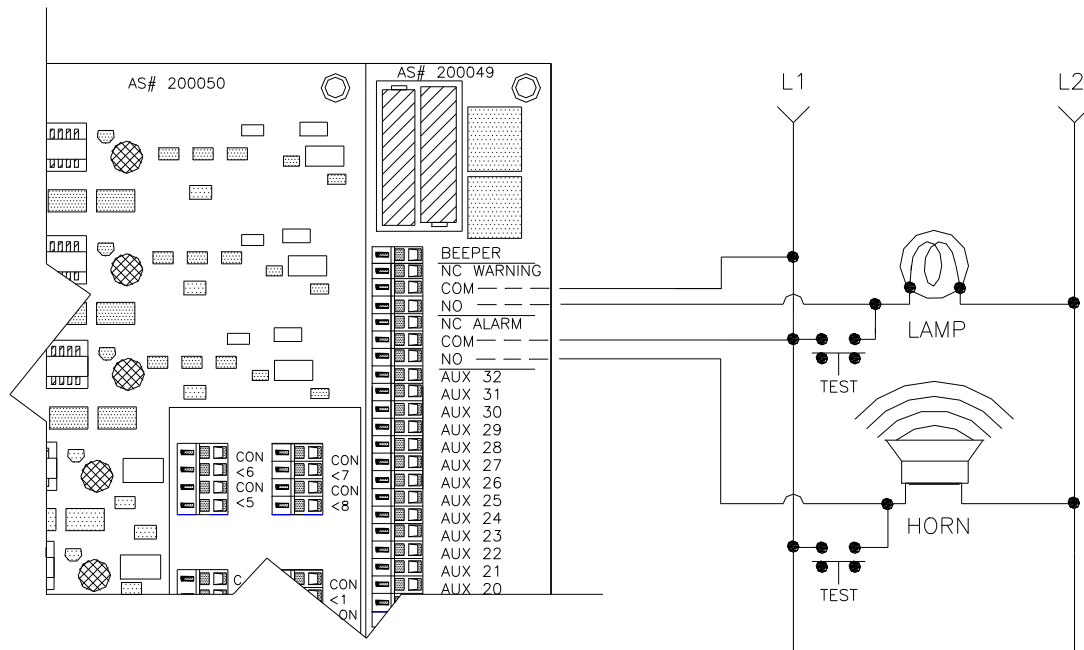 AS# 200050
AS# 200049
L1
L2
BEEPER
NC WARNING
COM
NO
NC ALARM
COM
NO
AUX 32
AUX 31
AUX 30
AUX 29
AUX 28
AUX 27
AUX 26
AUX 25
AUX 24
AUX 23
AUX 22
AUX 21
AUX 20
LAMP
TEST
HORN
TEST
CON
<6
CON
<5
CON
<7
CON
<8
C
CON
<1
ON